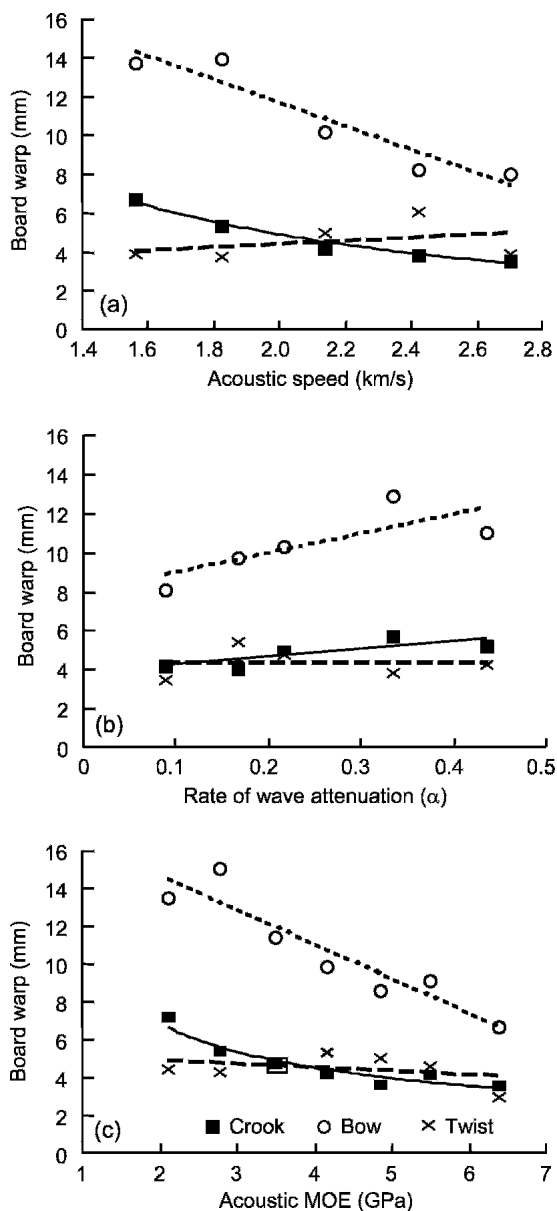 16
14
12
10
8
6
4
2
0
Board warp (mm)
(a)
1.4 1.6 1.8 2.0 2.2 2.4 2.6 2.8
Acoustic speed (km/s)
16
14
12
10
8
6
4
2
0
Board warp (mm)
(b)
0 0.1 0.2 0.3 0.4 0.5
Rate of wave attenuation (α)
16
14
12
10
8
6
4
2
0
Board warp (mm)
(c)
Crook Bow Twist
1 2 3 4 5 6 7
Acoustic MOE (GPa)